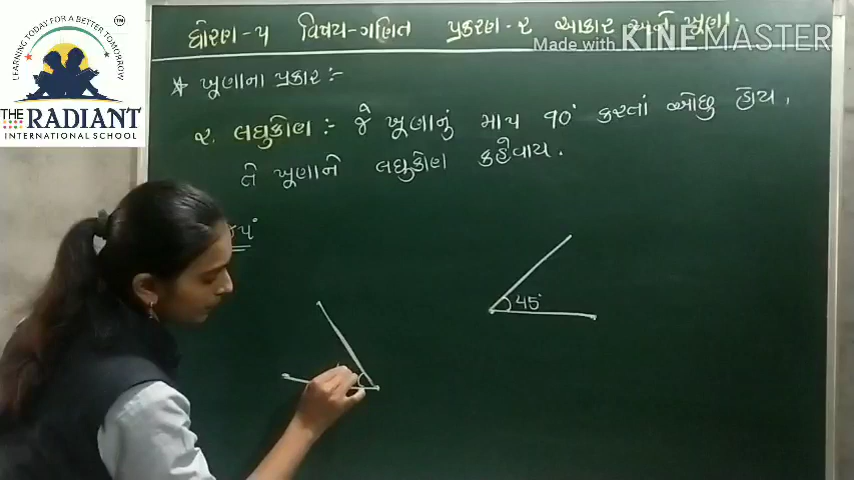 LEARNING TODAY FOR A BETTER TOMORROW
TM
THE RADIANT
INTERNATIONAL SCHOOL
ધોરણ-૫ વિષય-ગણિત પ્રકરણ-૨ આકાર અને ખૂણા.
Made with KINEMASTER
* ખૂણાના પ્રકાર :-
૨. લઘુકોણ :- જે ખૂણાનું માપ ૯૦° કરતાં ઓછુ હોય,
તે ખૂણાને લઘુકોણ કહેવાય.
45°